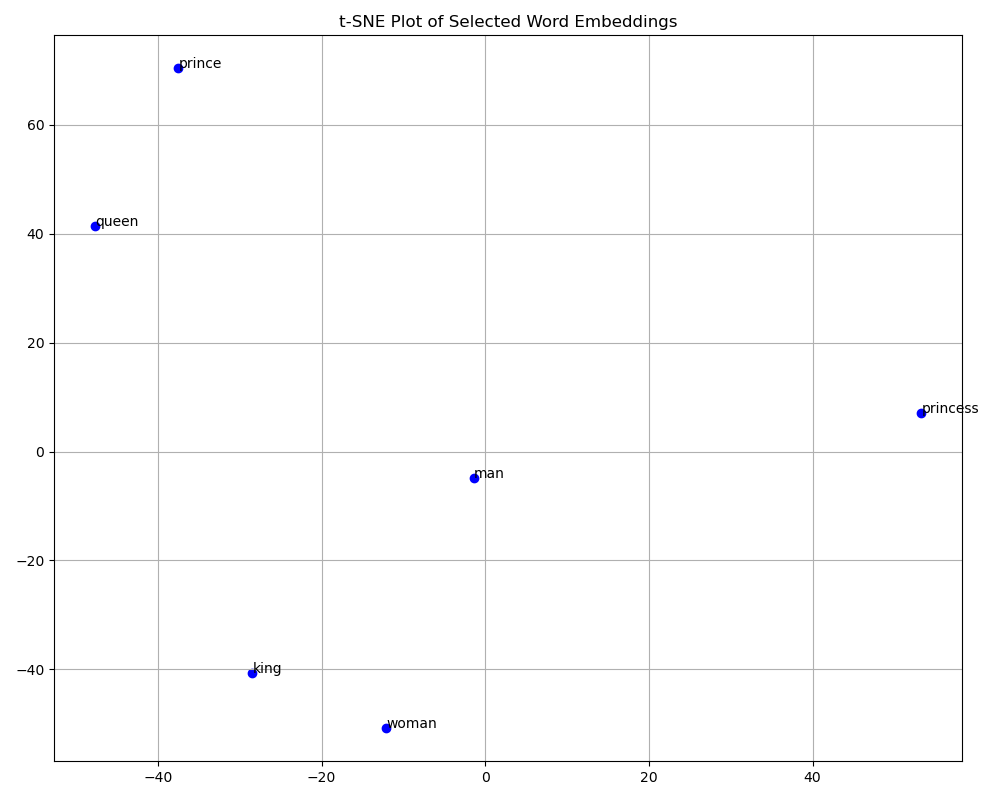 t-SNE Plot of Selected Word Embeddings
prince
60
queen
40
20
princess
0
man
−20
king
−40
woman
−40 −20 0 20 40